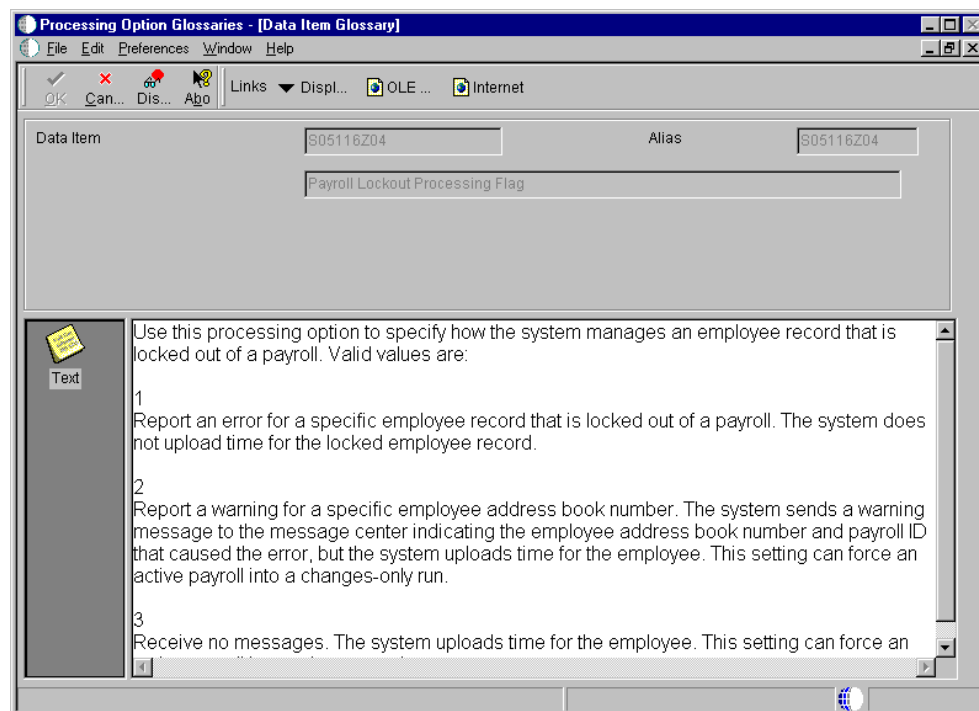 Processing Option Glossaries - [Data Item Glossary]
File Edit Preferences Window Help
OK Can... Dis... Abo Links Displ... OLE ... Internet
Data Item S05116Z04 Alias S05116Z04
Payroll Lockout Processing Flag
Text
Use this processing option to specify how the system manages an employee record that is
locked out of a payroll. Valid values are:
1
Report an error for a specific employee record that is locked out of a payroll. The system does
not upload time for the locked employee record.
2
Report a warning for a specific employee address book number. The system sends a warning
message to the message center indicating the employee address book number and payroll ID
that caused the error, but the system uploads time for the employee. This setting can force an
active payroll into a changes-only run.
3
Receive no messages. The system uploads time for the employee. This setting can force an